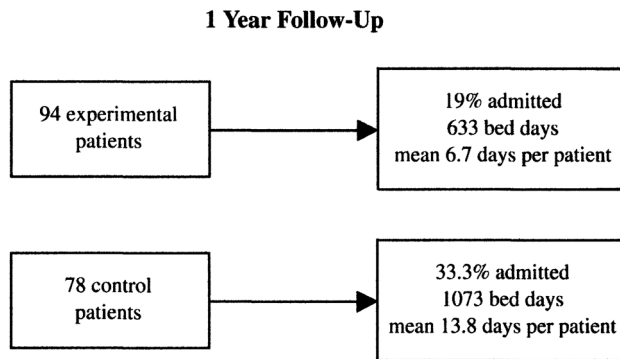 1 Year Follow-Up
94 experimental
patients
19% admitted
633 bed days
mean 6.7 days per patient
78 control
patients
33.3% admitted
1073 bed days
mean 13.8 days per patient